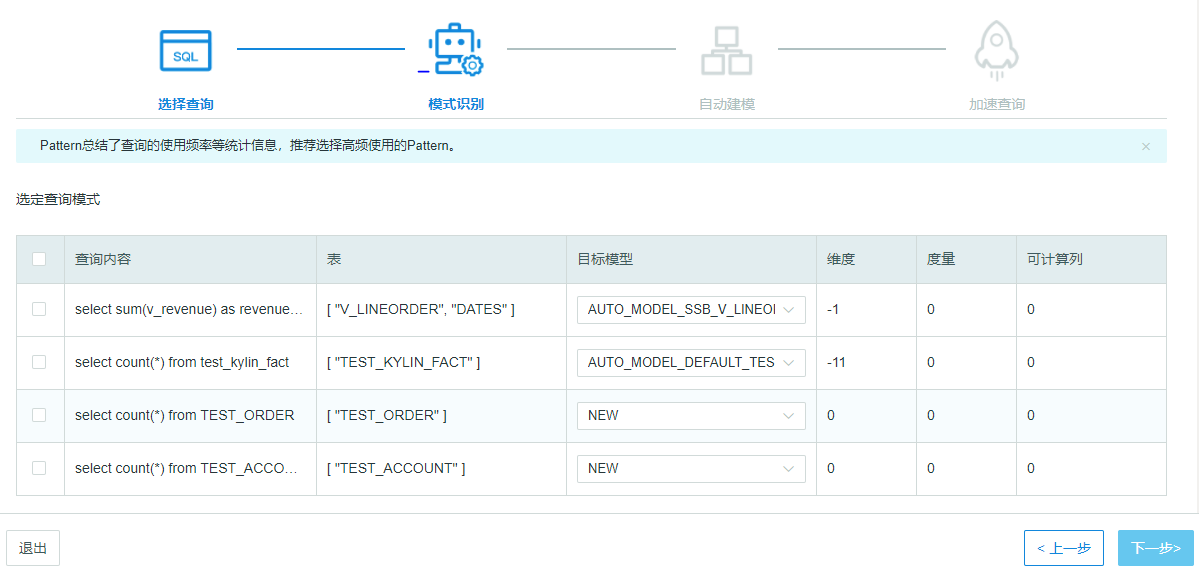 SQL
选择查询
模式识别
自动建模
加速查询
Pattern总结了查询的使用频率等统计信息，推荐选择高频使用的Pattern。
×
选定查询模式
查询内容 表 目标模型 维度 度量 可计算列
select sum(v_revenue) as revenue… [ "V_LINEORDER", "DATES" ] AUTO_MODEL_SSB_V_LINEOI -1 0 0
select count(*) from test_kylin_fact [ "TEST_KYLIN_FACT" ] AUTO_MODEL_DEFAULT_TES -11 0 0
select count(*) from TEST_ORDER [ "TEST_ORDER" ] NEW 0 0 0
select count(*) from TEST_ACCO… [ "TEST_ACCOUNT" ] NEW 0 0 0
退出 < 上一步 下一步>